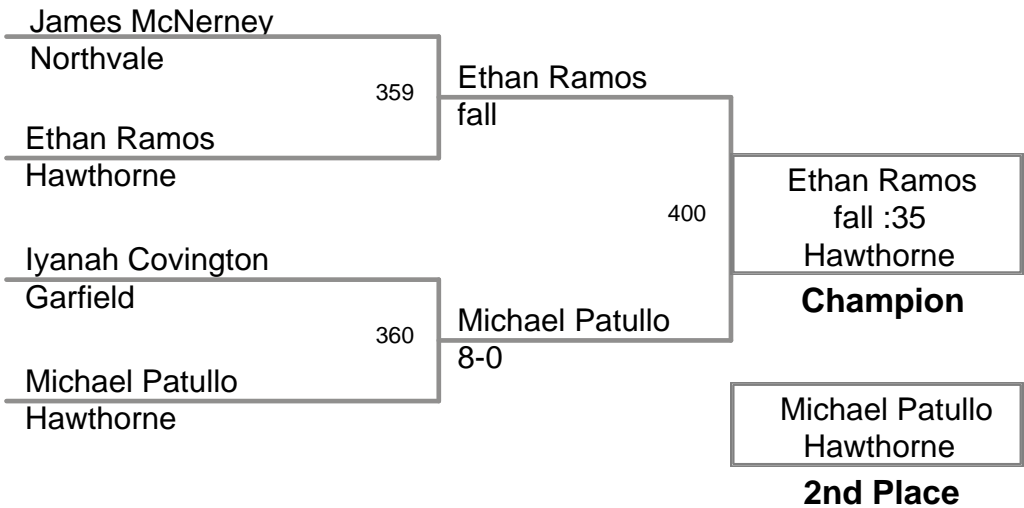 James McNerney
Northvale
359
Ethan Ramos
Hawthorne
Ethan Ramos
fall
Iyanah Covington
Garfield
360
Michael Patullo
Hawthorne
Michael Patullo
8-0
400
Ethan Ramos
fall :35
Hawthorne
Champion
Michael Patullo
Hawthorne
2nd Place